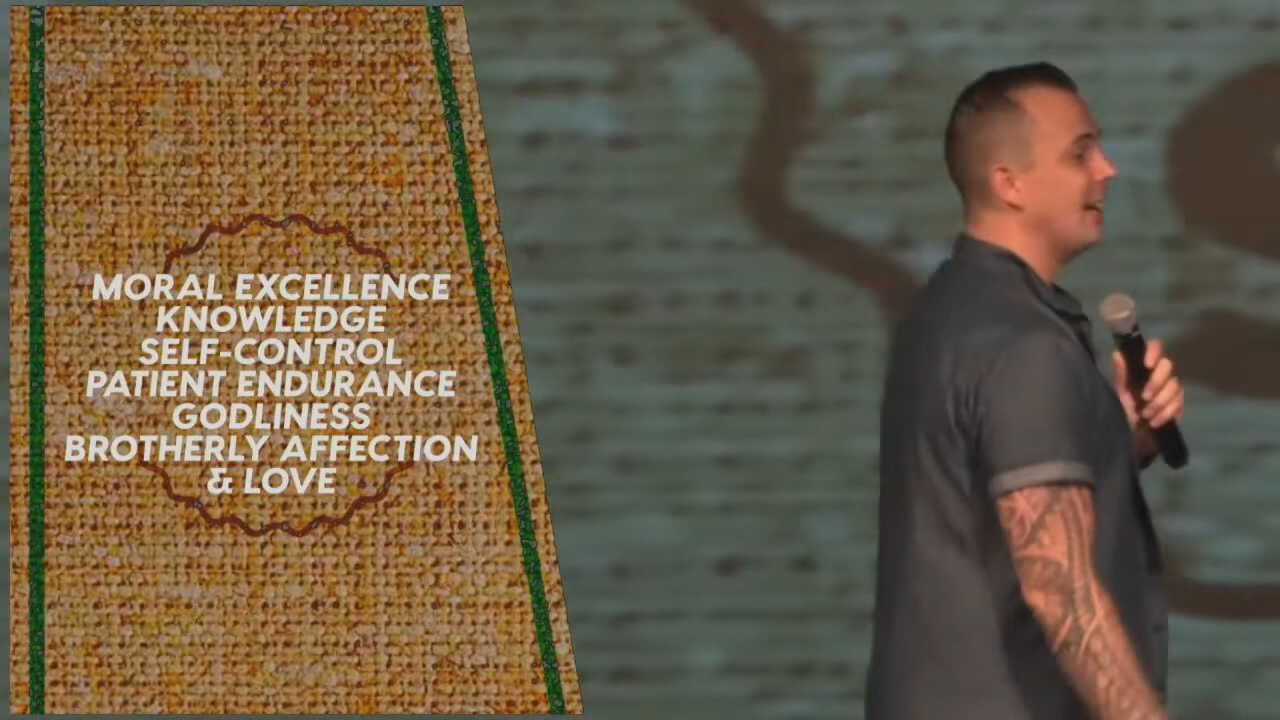 MORAL EXCELLENCE
KNOWLEDGE
SELF-CONTROL
PATIENT ENDURANCE
GODLINESS
BROTHERLY AFFECTION
& LOVE